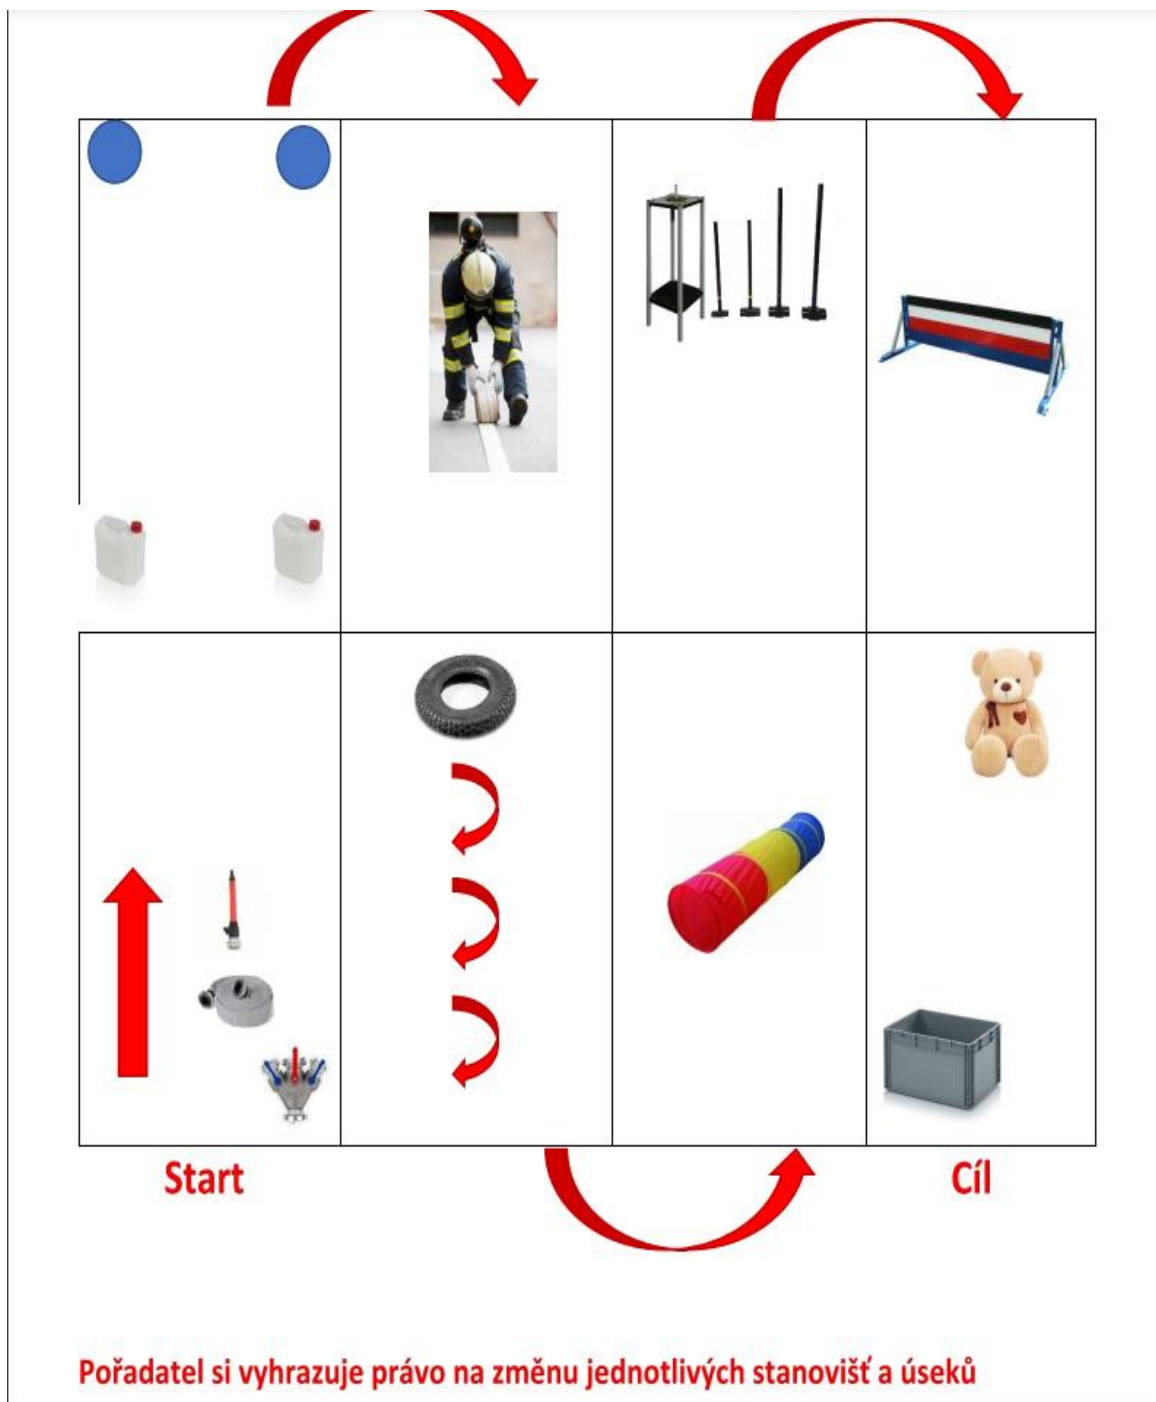 Start
Cíl
Pořadatel si vyhrazuje právo na změnu jednotlivých stanovišť a úseků